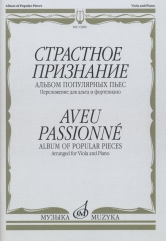 Album of Popular Pieces
Viola and Piano
СТРАСТНОЕ
ПРИЗНАНИЕ
АЛЬБОМ ПОПУЛЯРНЫХ ПЬЕС
Переложение для альта и фортепиано
AVEU
PASSIONNÉ
ALBUM OF POPULAR PIECES
Arranged for Viola and Piano
МУЗЫКА
MUZYKA